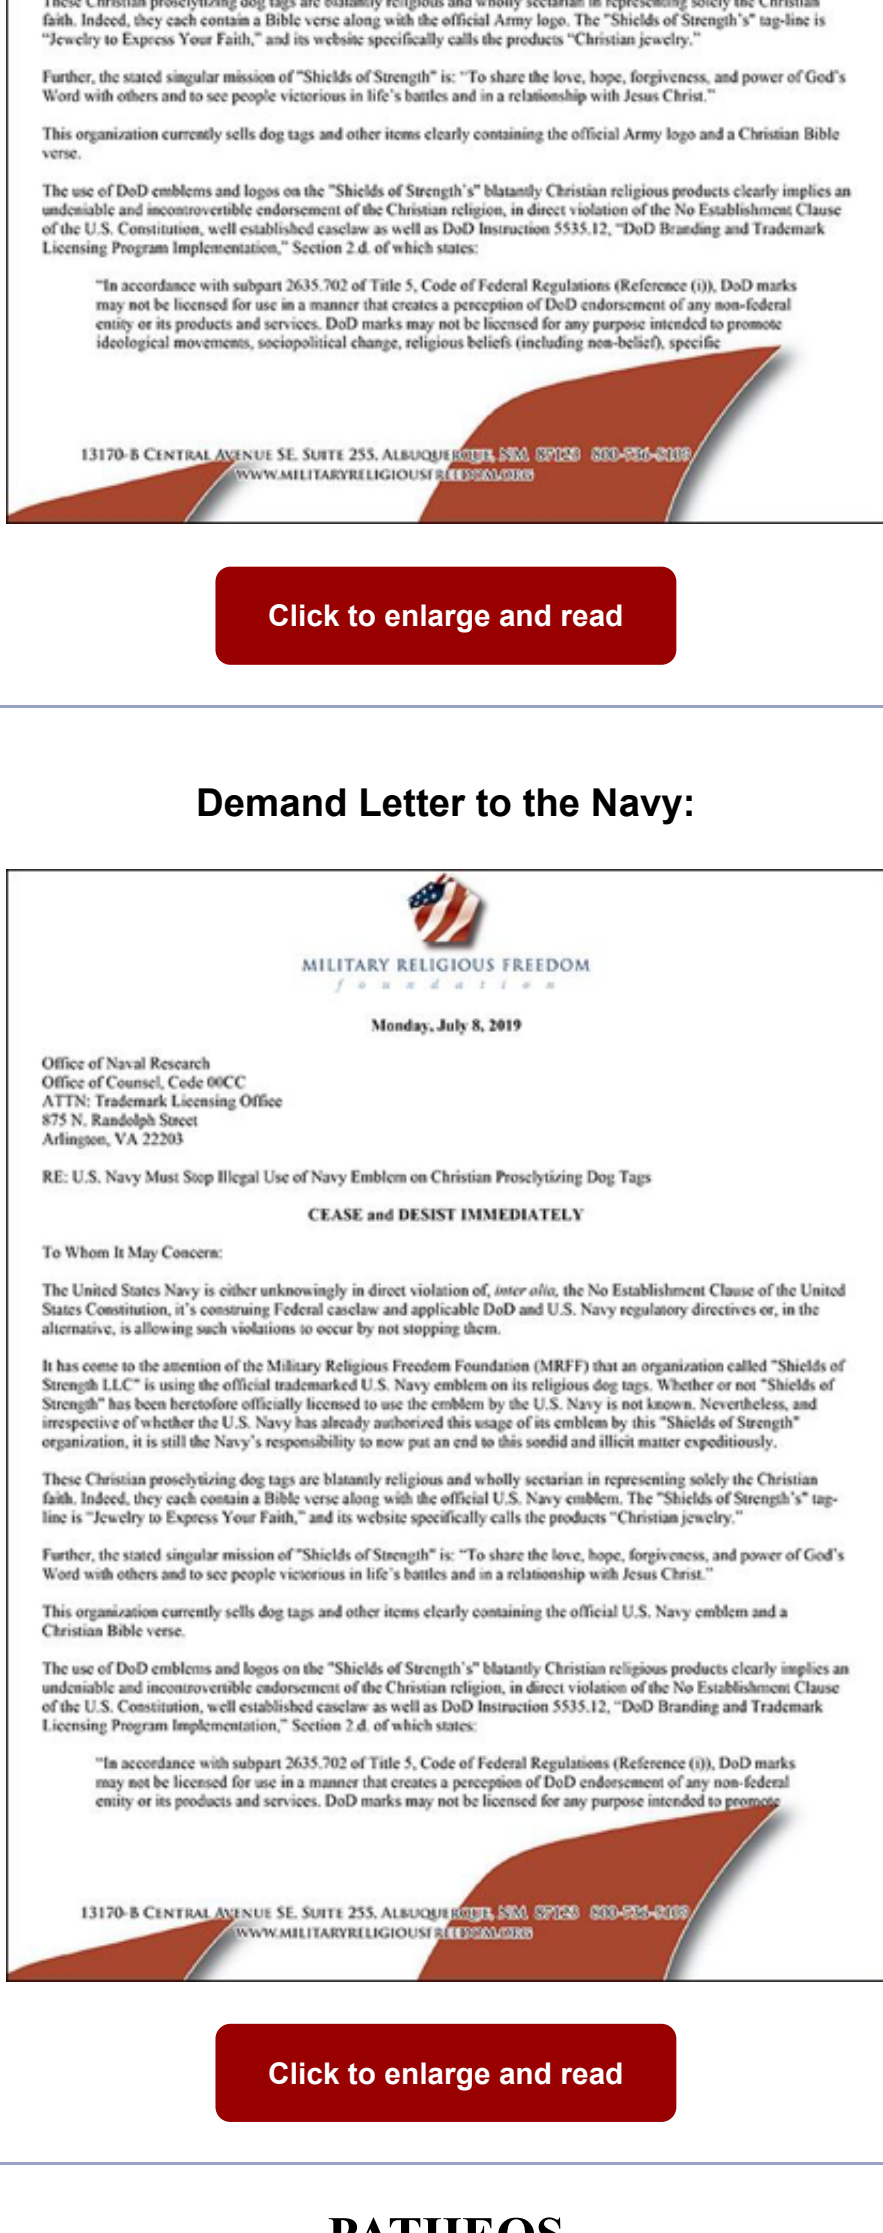 These Christian proselytizing dog tags are blatantly religious and wholly sectarian in representing solely the Christian
faith. Indeed, they each contain a Bible verse along with the official Army logo. The "Shields of Strength's" tag-line is
“Jewelry to Express Your Faith,” and its website specifically calls the products “Christian jewelry.”
Further, the stated singular mission of "Shields of Strength" is: “To share the love, hope, forgiveness, and power of God’s
Word with others and to see people victorious in life’s battles and in a relationship with Jesus Christ.”
This organization currently sells dog tags and other items clearly containing the official Army logo and a Christian Bible
verse.
The use of DoD emblems and logos on the "Shields of Strength’s" blatantly Christian religious products clearly implies an
undeniable and incontrovertible endorsement of the Christian religion, in direct violation of the No Establishment Clause
of the U.S. Constitution, well established caselaw as well as DoD Instruction 5535.12, “DoD Branding and Trademark
Licensing Program Implementation,” Section 2.d. of which states:
“In accordance with subpart 2635.702 of Title 5, Code of Federal Regulations (Reference (i)), DoD marks
may not be licensed for use in a manner that creates a perception of DoD endorsement of any non-federal
entity or its products and services. DoD marks may not be licensed for any purpose intended to promote
ideological movements, sociopolitical change, religious beliefs (including non-belief), specific
13170-B CENTRAL AVENUE SE, SUITE 255, ALBUQUERQUE, NM 87123 800-736-5109
WWW.MILITARYRELIGIOUSFREEDOM.ORG
Click to enlarge and read
Demand Letter to the Navy:
MILITARY RELIGIOUS FREEDOM
foundation
Monday, July 8, 2019
Office of Naval Research
Office of Counsel, Code 00CC
ATTN: Trademark Licensing Office
875 N. Randolph Street
Arlington, VA 22203
RE: U.S. Navy Must Stop Illegal Use of Navy Emblem on Christian Proselytizing Dog Tags
CEASE and DESIST IMMEDIATELY
To Whom It May Concern:
The United States Navy is either unknowingly in direct violation of, inter alia, the No Establishment Clause of the United
States Constitution, it’s construing Federal caselaw and applicable DoD and U.S. Navy regulatory directives or, in the
alternative, is allowing such violations to occur by not stopping them.
It has come to the attention of the Military Religious Freedom Foundation (MRFF) that an organization called "Shields of
Strength LLC" is using the official trademarked U.S. Navy emblem on its religious dog tags. Whether or not "Shields of
Strength" has been heretofore officially licensed to use the emblem by the U.S. Navy is not known. Nevertheless, and
irrespective of whether the U.S. Navy has already authorized this usage of its emblem by this "Shields of Strength"
organization, it is still the Navy’s responsibility to now put an end to this sordid and illicit matter expeditiously.
These Christian proselytizing dog tags are blatantly religious and wholly sectarian in representing solely the Christian
faith. Indeed, they each contain a Bible verse along with the official U.S. Navy emblem. The "Shields of Strength’s" tag-
line is “Jewelry to Express Your Faith,” and its website specifically calls the products “Christian jewelry.”
Further, the stated singular mission of "Shields of Strength" is: “To share the love, hope, forgiveness, and power of God’s
Word with others and to see people victorious in life’s battles and in a relationship with Jesus Christ.”
This organization currently sells dog tags and other items clearly containing the official U.S. Navy emblem and a
Christian Bible verse.
The use of DoD emblems and logos on the "Shields of Strength’s" blatantly Christian religious products clearly implies an
undeniable and incontrovertible endorsement of the Christian religion, in direct violation of the No Establishment Clause
of the U.S. Constitution, well established caselaw as well as DoD Instruction 5535.12, “DoD Branding and Trademark
Licensing Program Implementation,” Section 2.d. of which states:
“In accordance with subpart 2635.702 of Title 5, Code of Federal Regulations (Reference (i)), DoD marks
may not be licensed for use in a manner that creates a perception of DoD endorsement of any non-federal
entity or its products and services. DoD marks may not be licensed for any purpose intended to promote
13170-B CENTRAL AVENUE SE, SUITE 255, ALBUQUERQUE, NM 87123 800-736-5109
WWW.MILITARYRELIGIOUSFREEDOM.ORG
Click to enlarge and read
PATHEOS